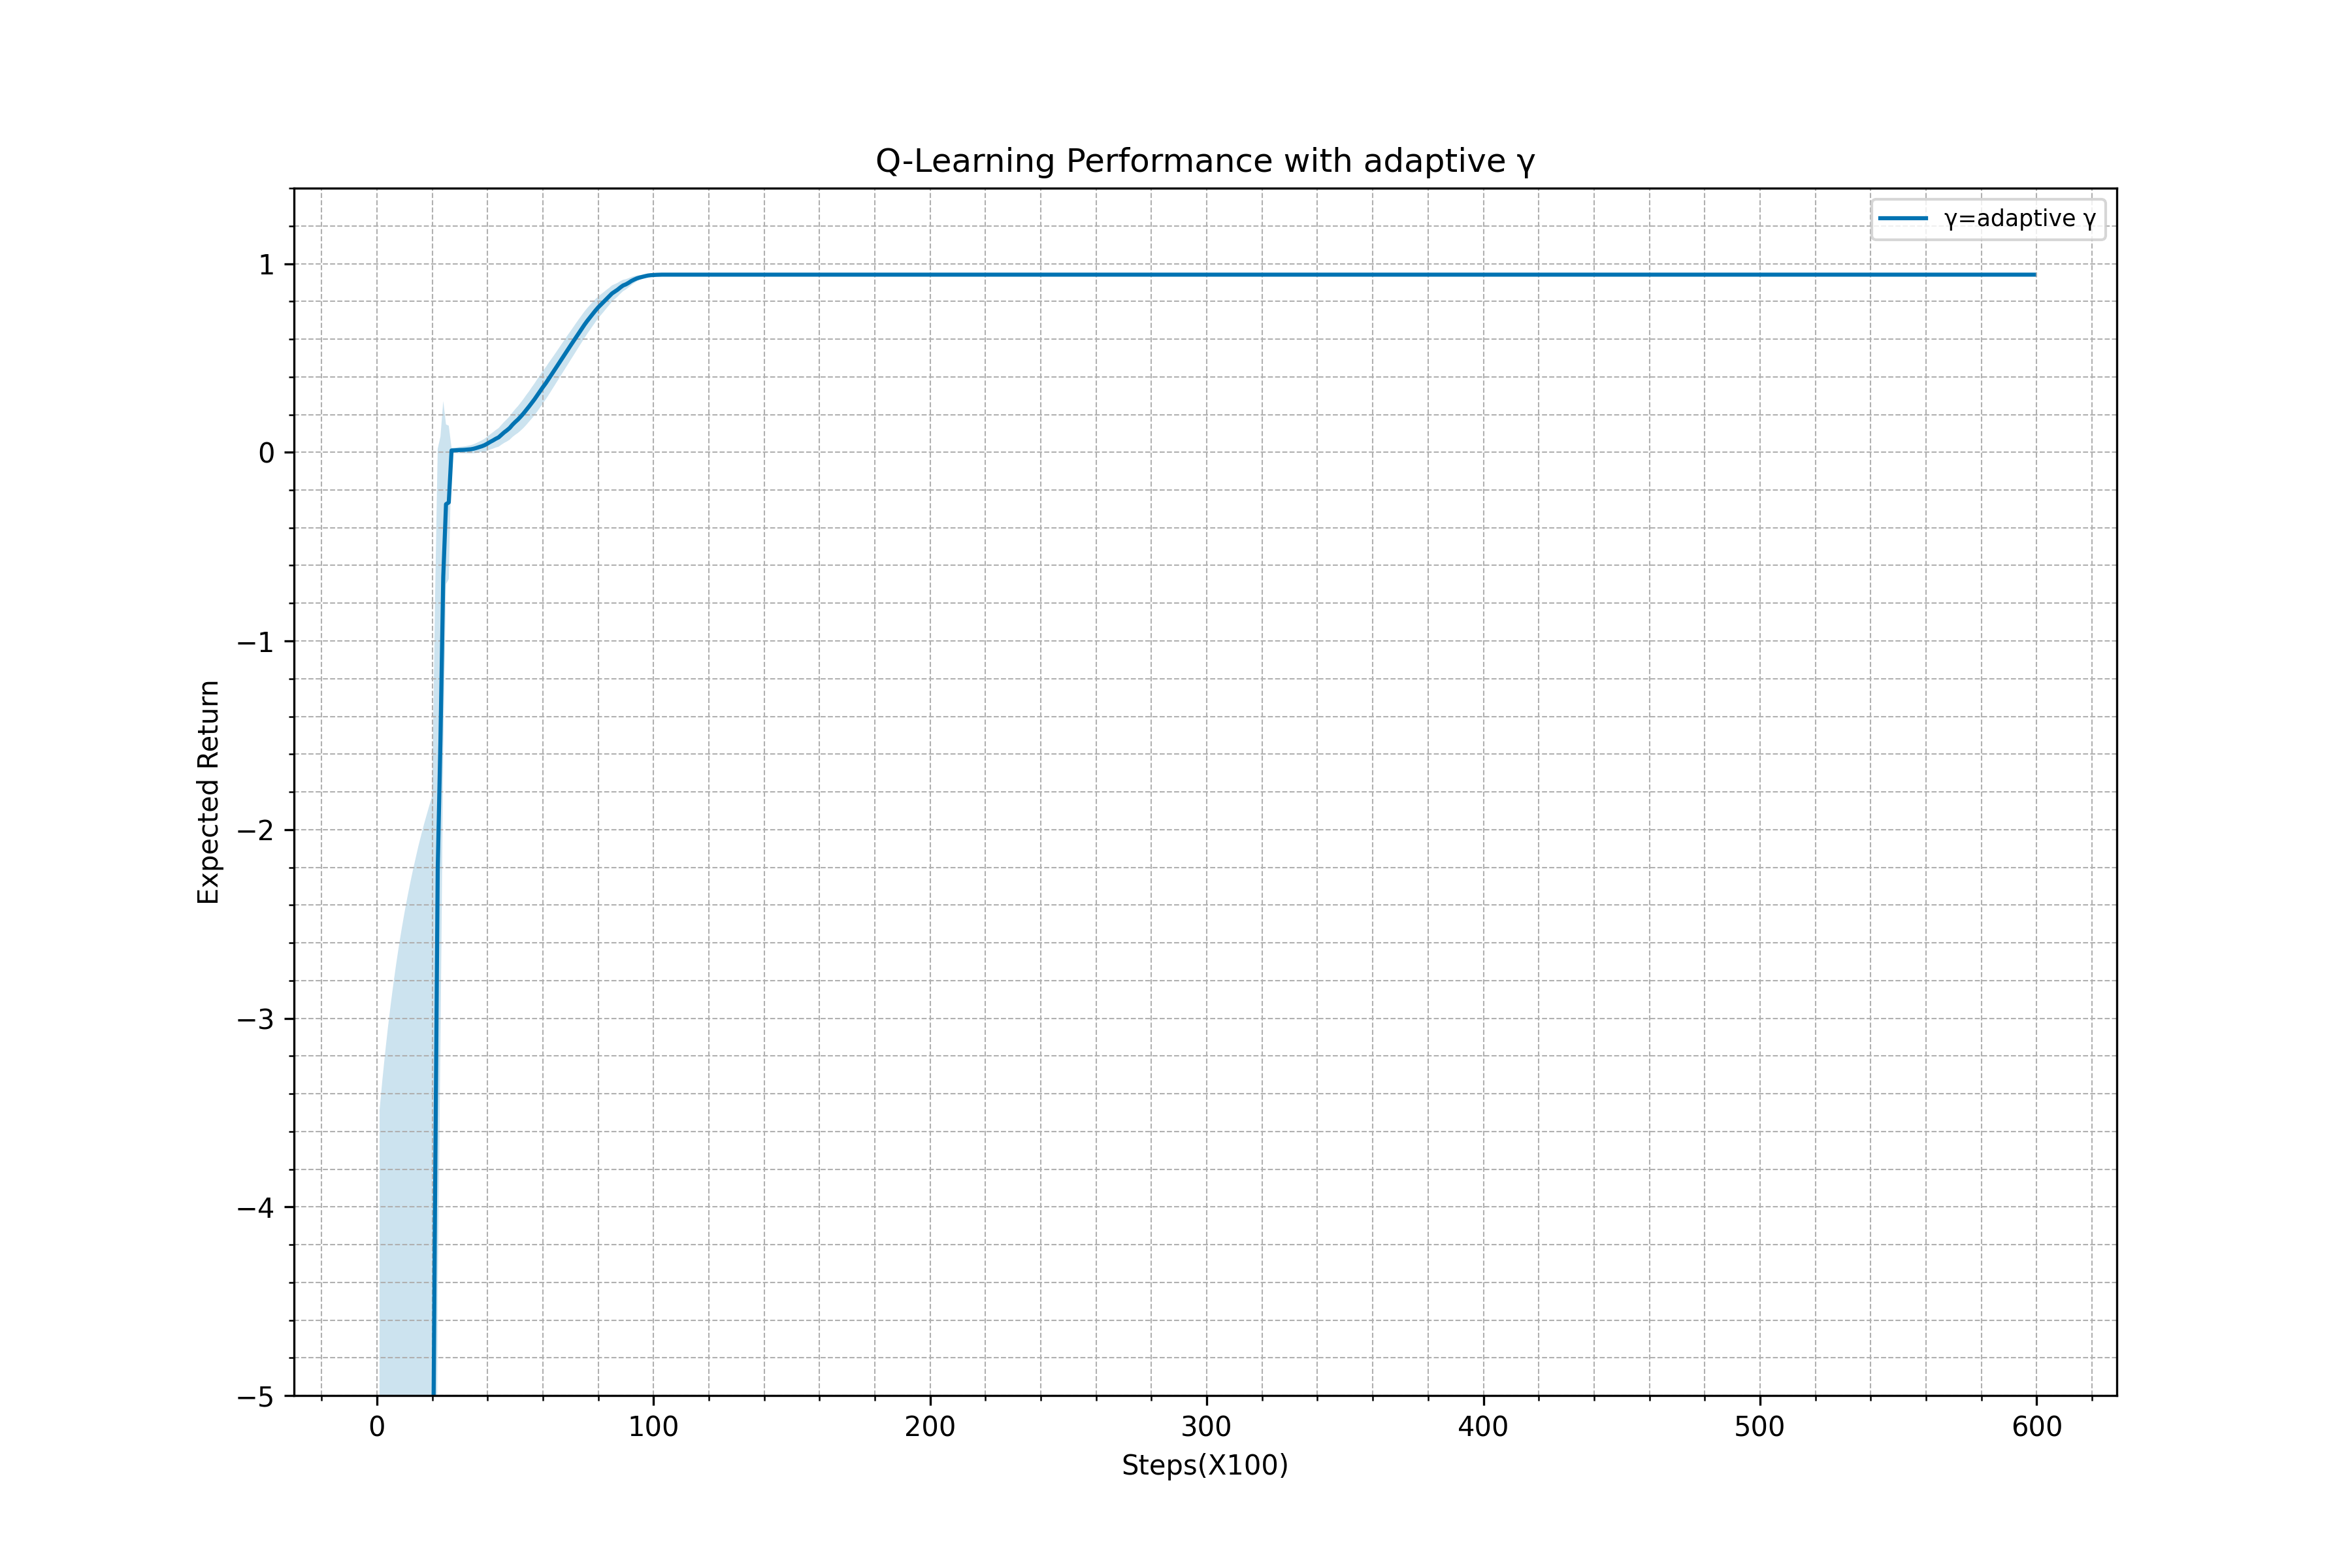 Q-Learning Performance with adaptive γ
γ=adaptive γ
1
0
−1
−2
−3
−4
−5
Expected Return
0 100 200 300 400 500 600
Steps(X100)